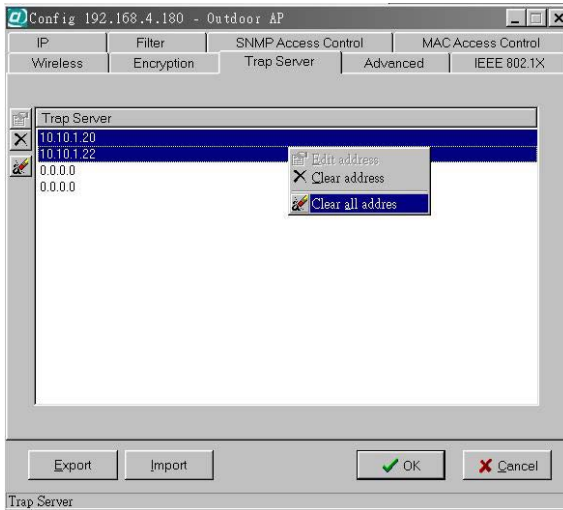 Config 192.168.4.180 - Outdoor AP
IP Filter SNMP Access Control MAC Access Control
Wireless Encryption Trap Server Advanced IEEE 802.1X
Trap Server
10.10.1.20
10.10.1.22
0.0.0.0
0.0.0.0
Edit address
Clear address
Clear all addres
Export Import OK Cancel
Trap Server